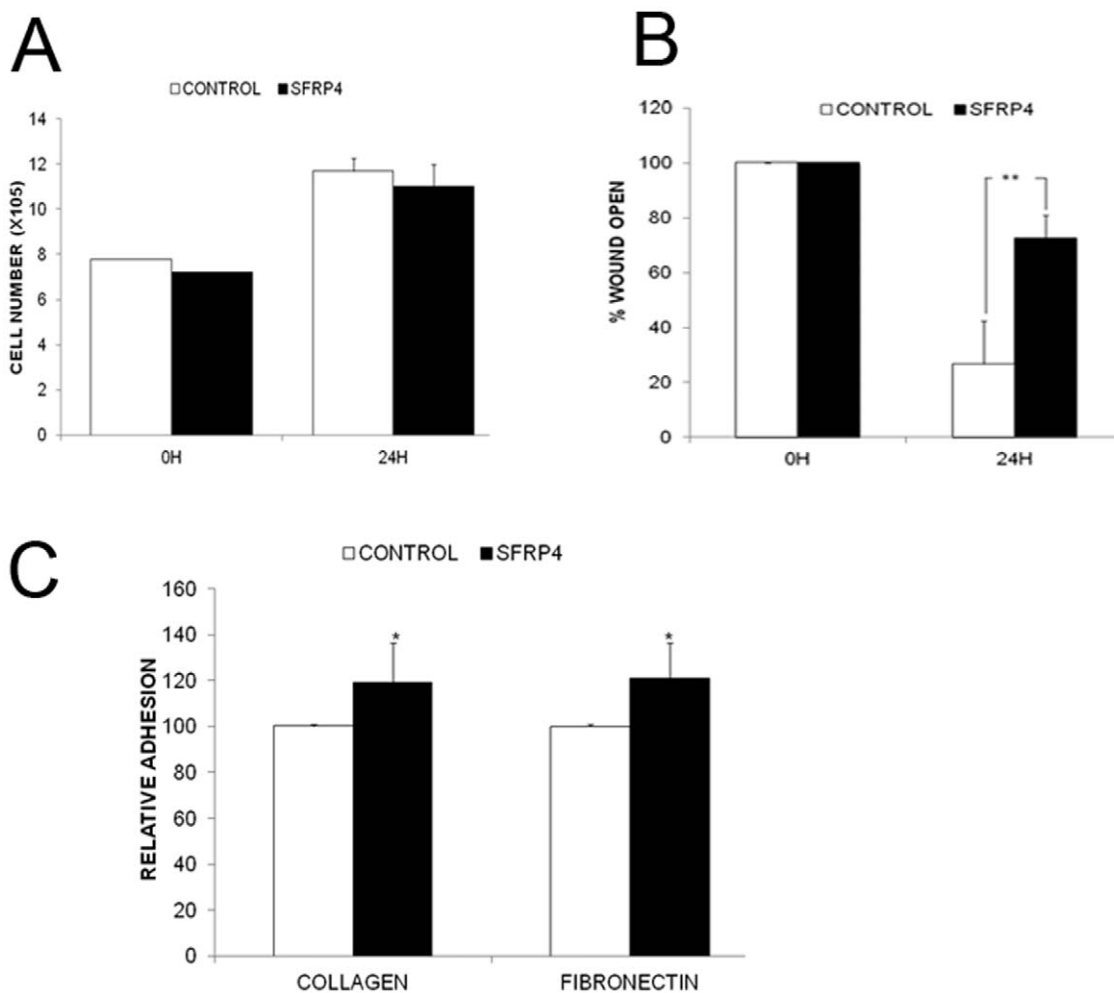 A
CONTROL SFRP4
14
12
10
8
6
4
2
0
CELL NUMBER (X105)
0H 24H
B
CONTROL SFRP4
120
100
80
60
40
20
0
% WOUND OPEN
**
0H 24H
C
CONTROL SFRP4
160
140
120
100
80
60
40
20
0
RELATIVE ADHESION
* *
COLLAGEN FIBRONECTIN